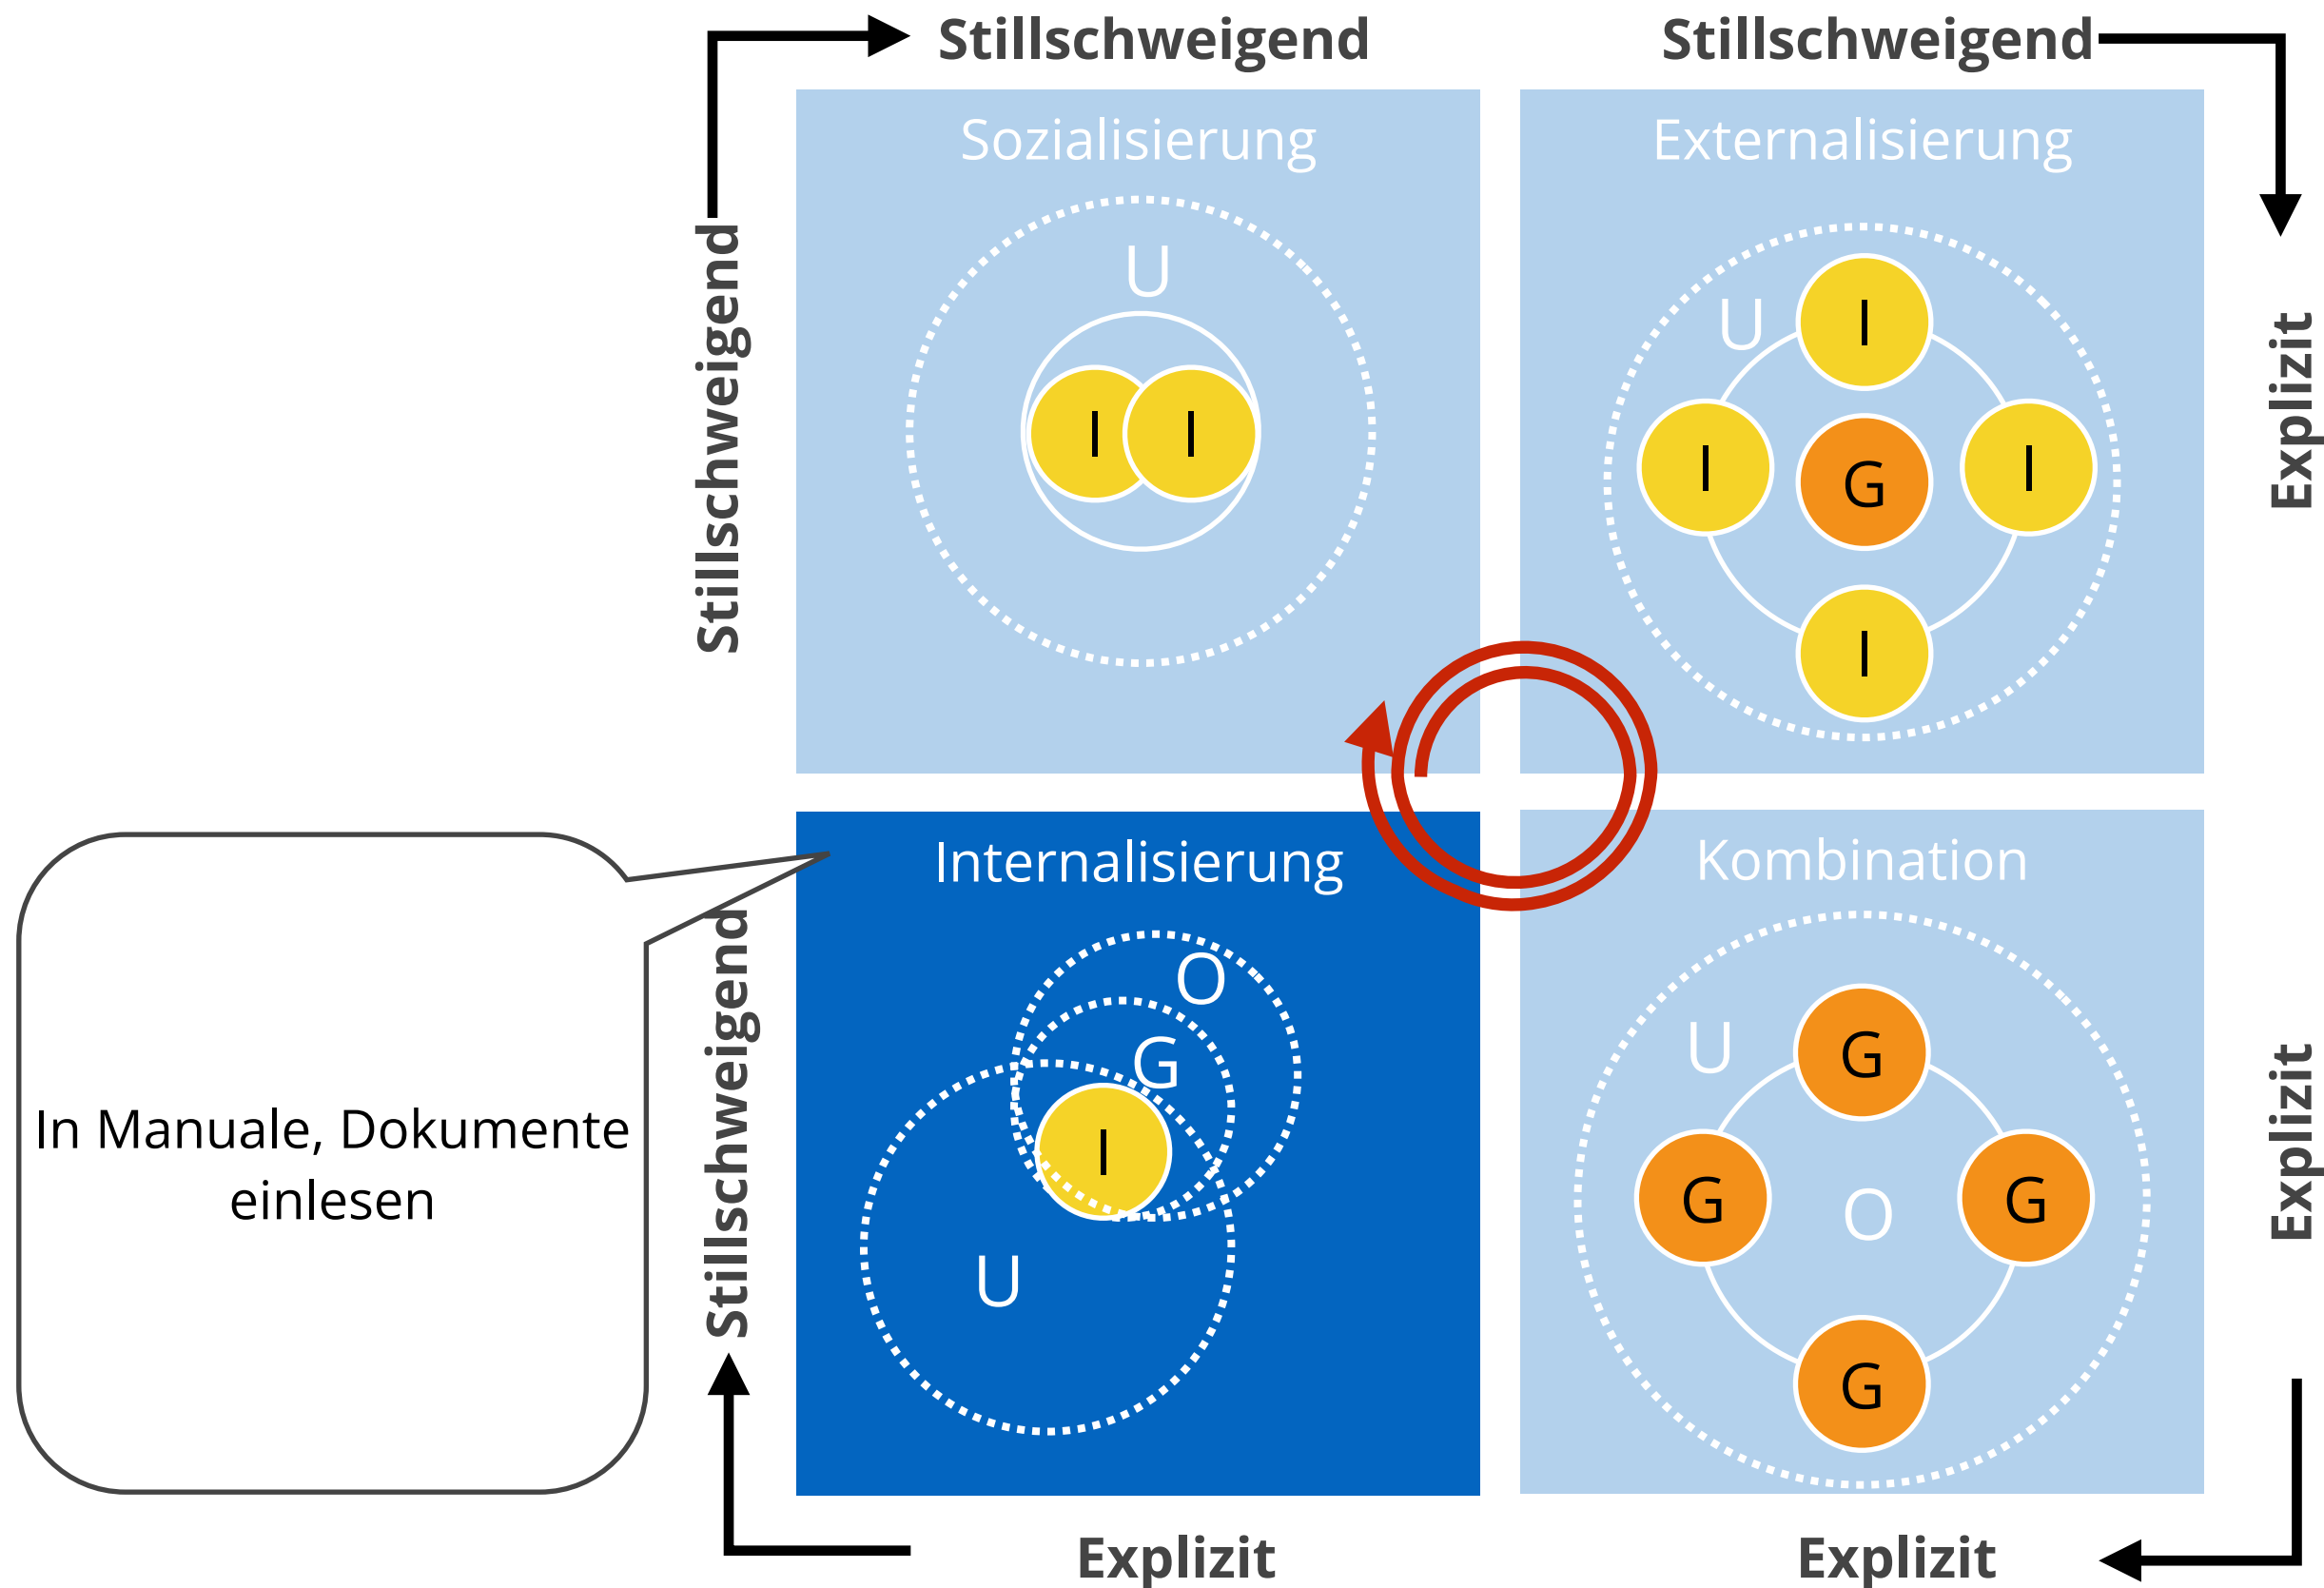 Stillschweigend
Stillschweigend
Stillschweigend
Sozialisierung
U
I
I
Externalisierung
U
I
I
G
I
I
Explizit
In Manuale, Dokumente
einlesen
Stillschweigend
Internalisierung
O
G
I
U
Kombination
U
G
G
O
G
G
Explizit
Explizit
Explizit